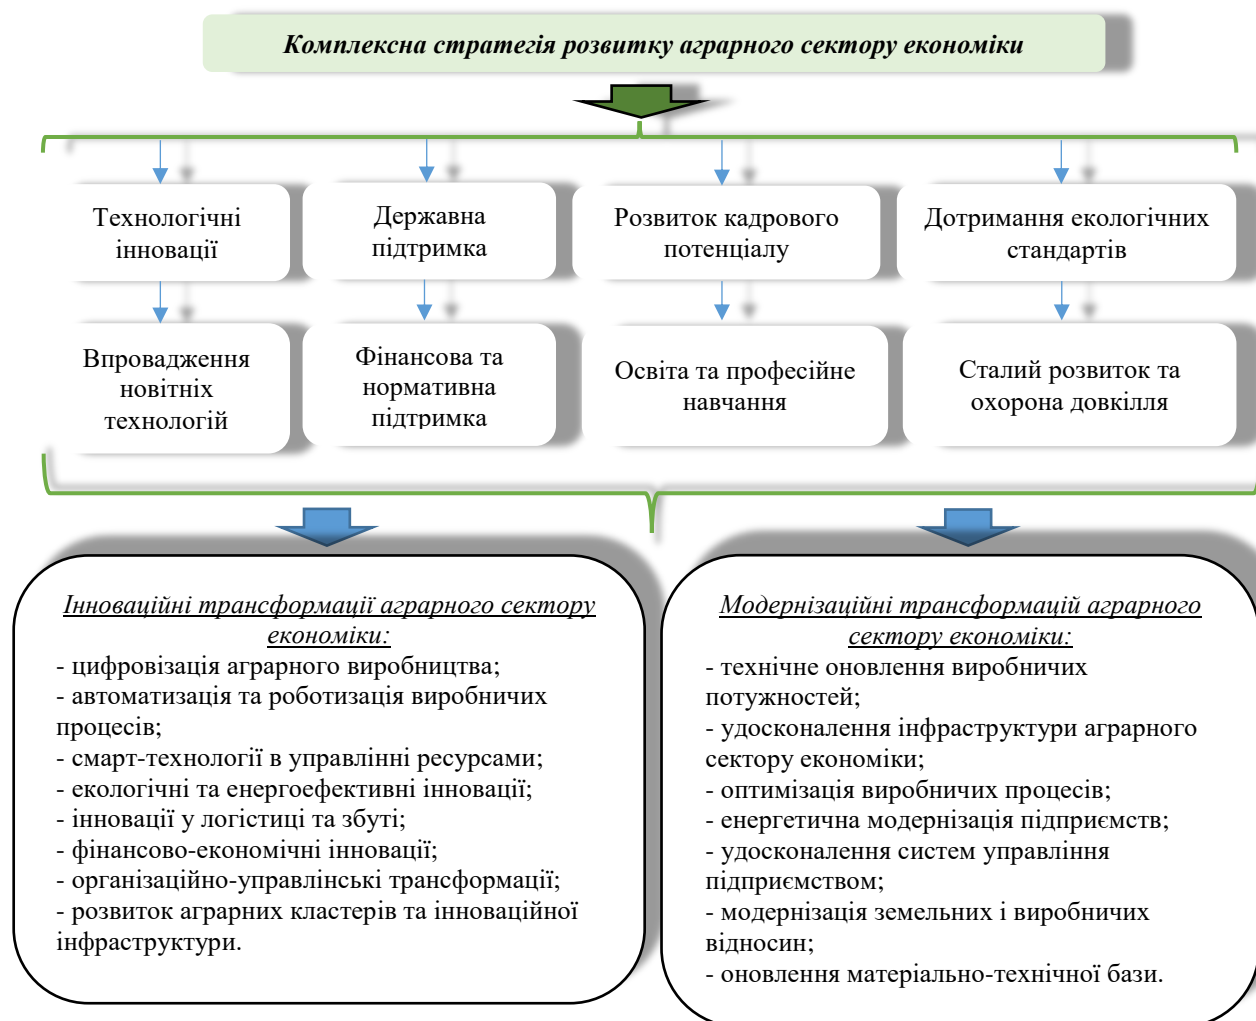 Комплексна стратегія розвитку аграрного сектору економіки
Технологічні
інновації
Державна
підтримка
Розвиток кадрового
потенціалу
Дотримання екологічних
стандартів
Впровадження
новітніх
технологій
Фінансова та
нормативна
підтримка
Освіта та професійне
навчання
Сталий розвиток та
охорона довкілля
Інноваційні трансформації аграрного сектору
економіки:
- цифровізація аграрного виробництва;
- автоматизація та роботизація виробничих
процесів;
- смарт-технології в управлінні ресурсами;
- екологічні та енергоефективні інновації;
- інновації у логістиці та збуті;
- фінансово-економічні інновації;
- організаційно-управлінські трансформації;
- розвиток аграрних кластерів та інноваційної
інфраструктури.
Модернізаційні трансформацій аграрного
сектору економіки:
- технічне оновлення виробничих
потужностей;
- удосконалення інфраструктури аграрного
сектору економіки;
- оптимізація виробничих процесів;
- енергетична модернізація підприємств;
- удосконалення систем управління
підприємством;
- модернізація земельних і виробничих
відносин;
- оновлення матеріально-технічної бази.